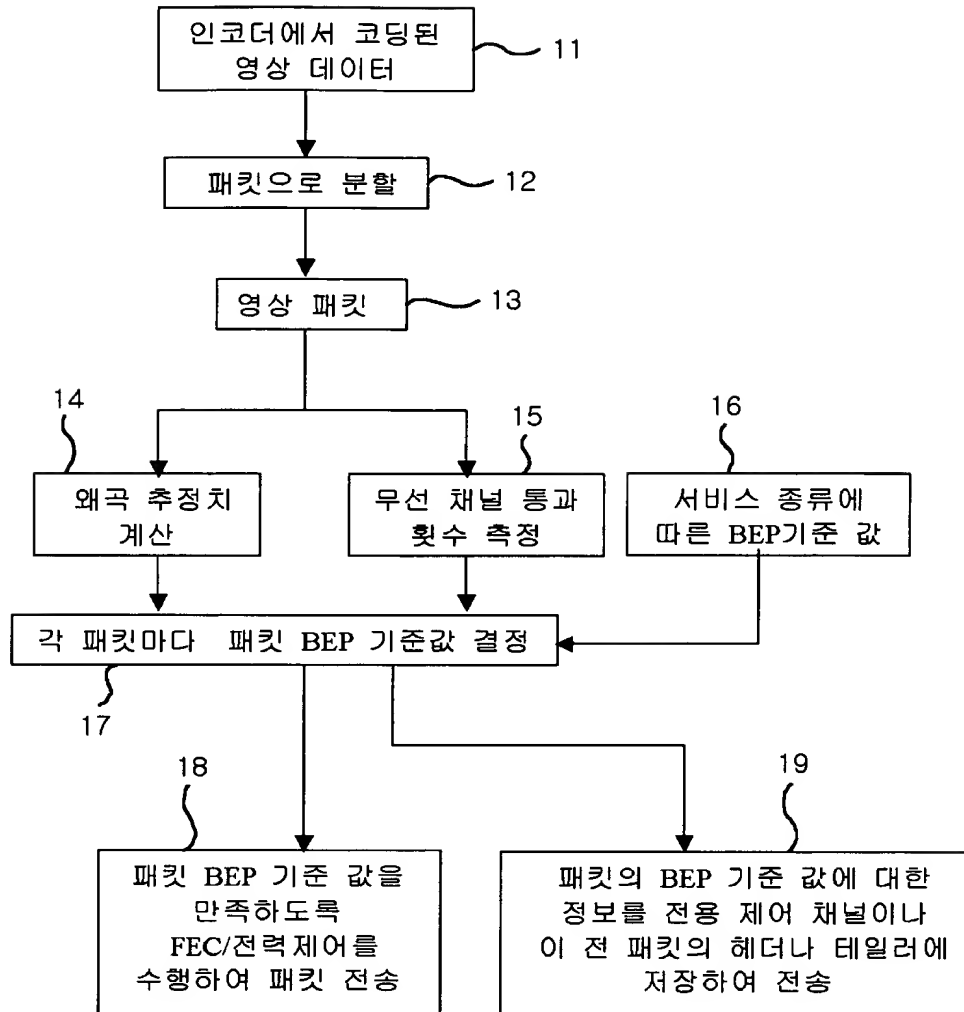 인코더에서 코딩된
영상 데이터
11
패킷으로 분할
12
영상 패킷
13
14
15
16
왜곡 추정치
계산
무선 채널 통과
횟수 측정
서비스 종류에
따른 BEP기준 값
각 패킷마다 패킷 BEP 기준값 결정
17
18
19
패킷 BEP 기준 값을
만족하도록
FEC/전력제어를
수행하여 패킷 전송
패킷의 BEP 기준 값에 대한
정보를 전용 제어 채널이나
이 전 패킷의 헤더나 테일러에
저장하여 전송